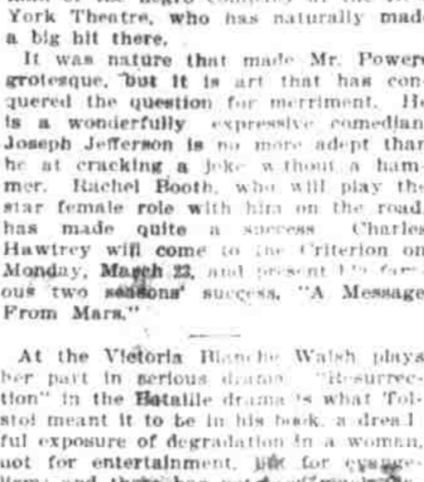 York Theatre, who has naturally mad
a big hit there.
It was nature that made Mr. Power
grotesque, but it is art that has con-
quered the question for merriment. He
is a wonderfully expressive comedian
Joseph Jefferson is no more adept than
he at cracking a joke without a ham-
mer. Rachel Booth, who will play the
star female role with him on the road,
has made quite a success Charles
Hawtrey will come to the Criterion on
Monday, March 23, and present his fam-
ous two seasons' success, "A Message
From Mars."
At the Victoria Blanche Walsh plays
her part in serious drama. "Resurrec-
tion" in the Bataille drama is what Tol-
stoi meant it to be in his book, a dread
ful exposure of degradation in a woman,
not for entertainment, but for evange-